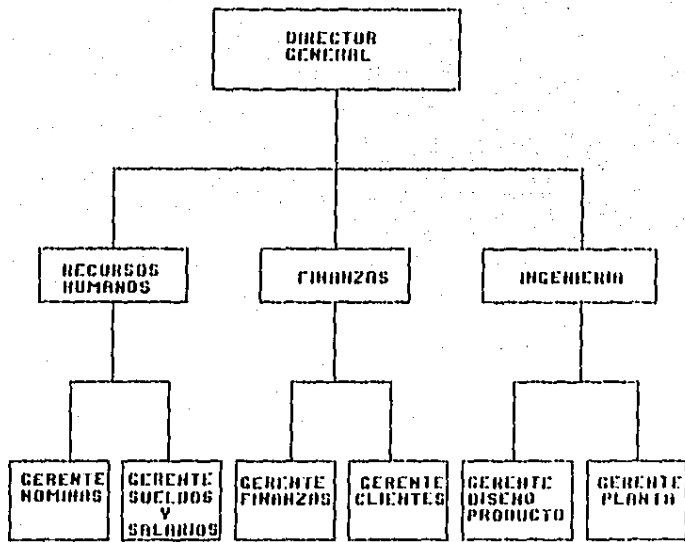 DIRECTOR
GENERAL
RECURSOS
HUMANOS
FINANZAS
INGENIERIA
GERENTE
NOMINAS
GERENTE
SUELDOS
Y
SALARIOS
GERENTE
FINANZAS
GERENTE
CLIENTES
GERENTE
DISEÑO
PRODUCTO
GERENTE
PLANTA